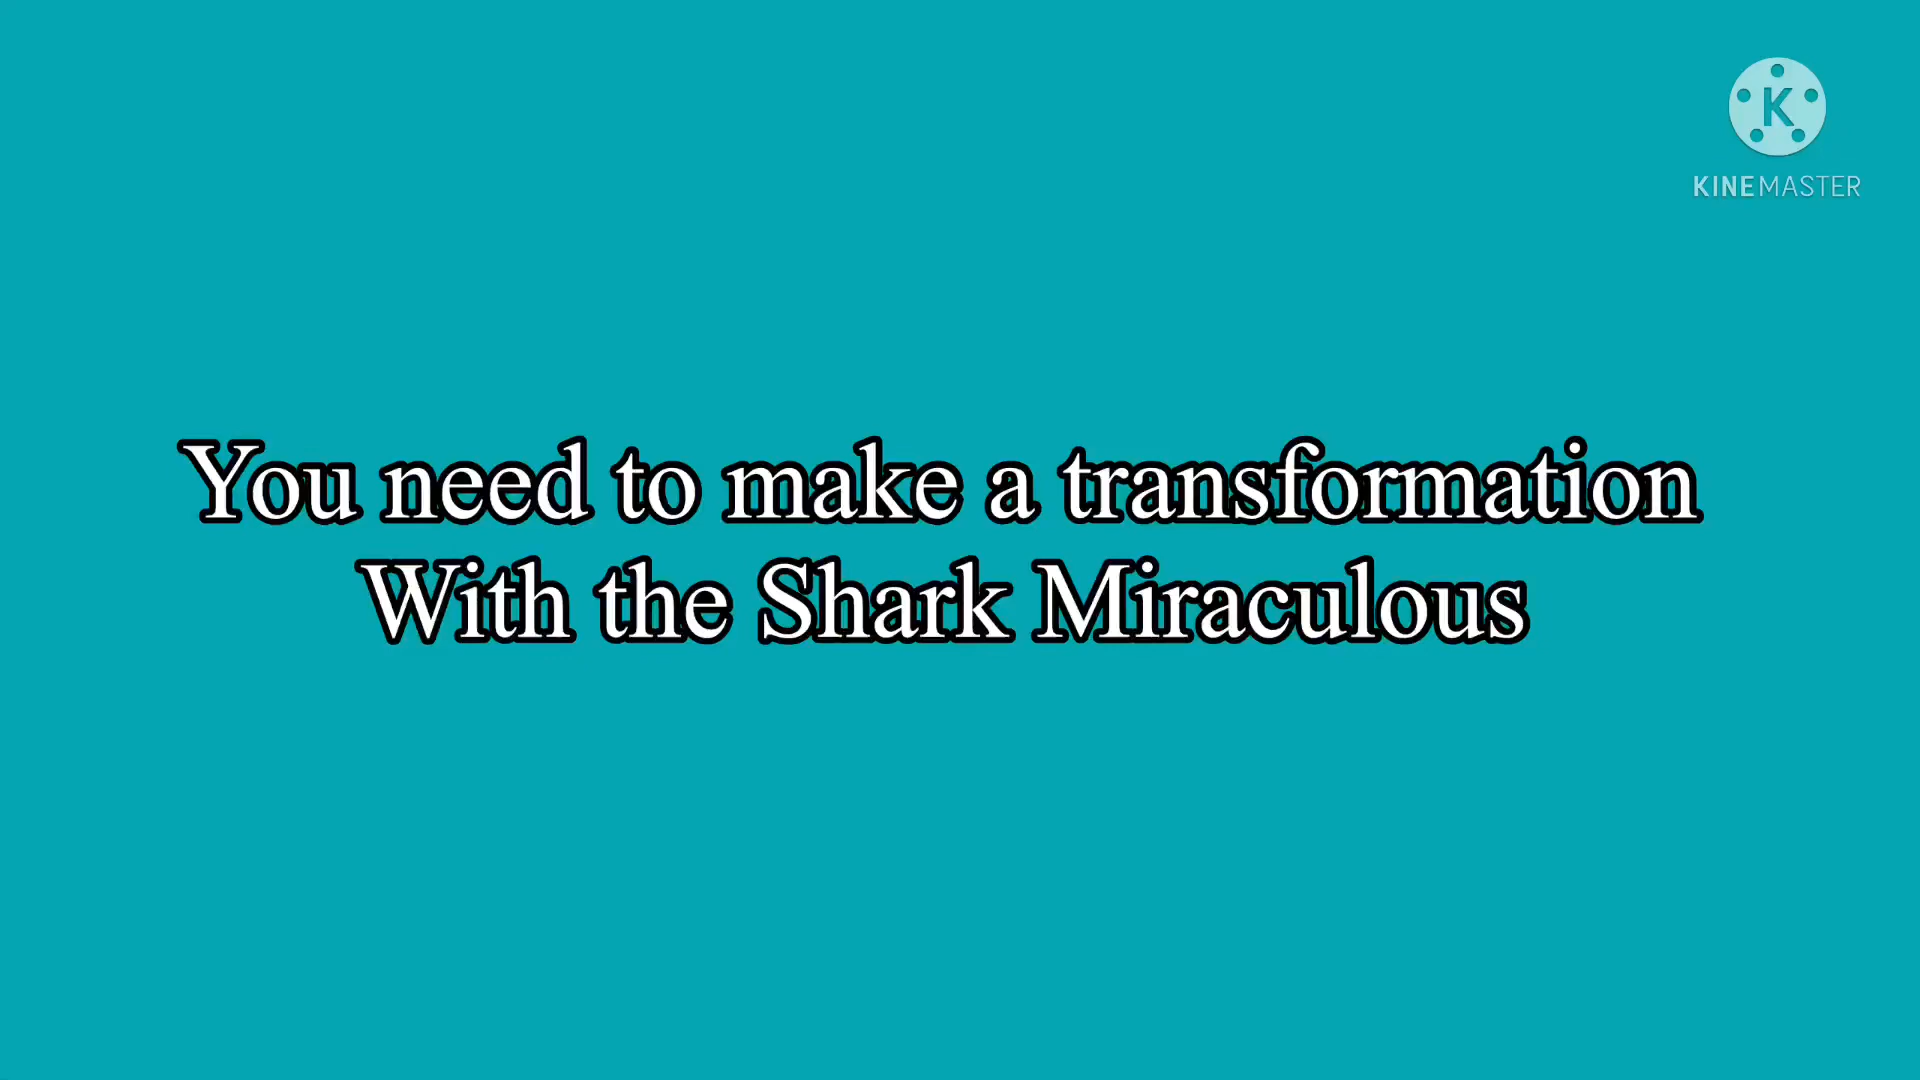 K
KINEMASTER
You need to make a transformation
With the Shark Miraculous